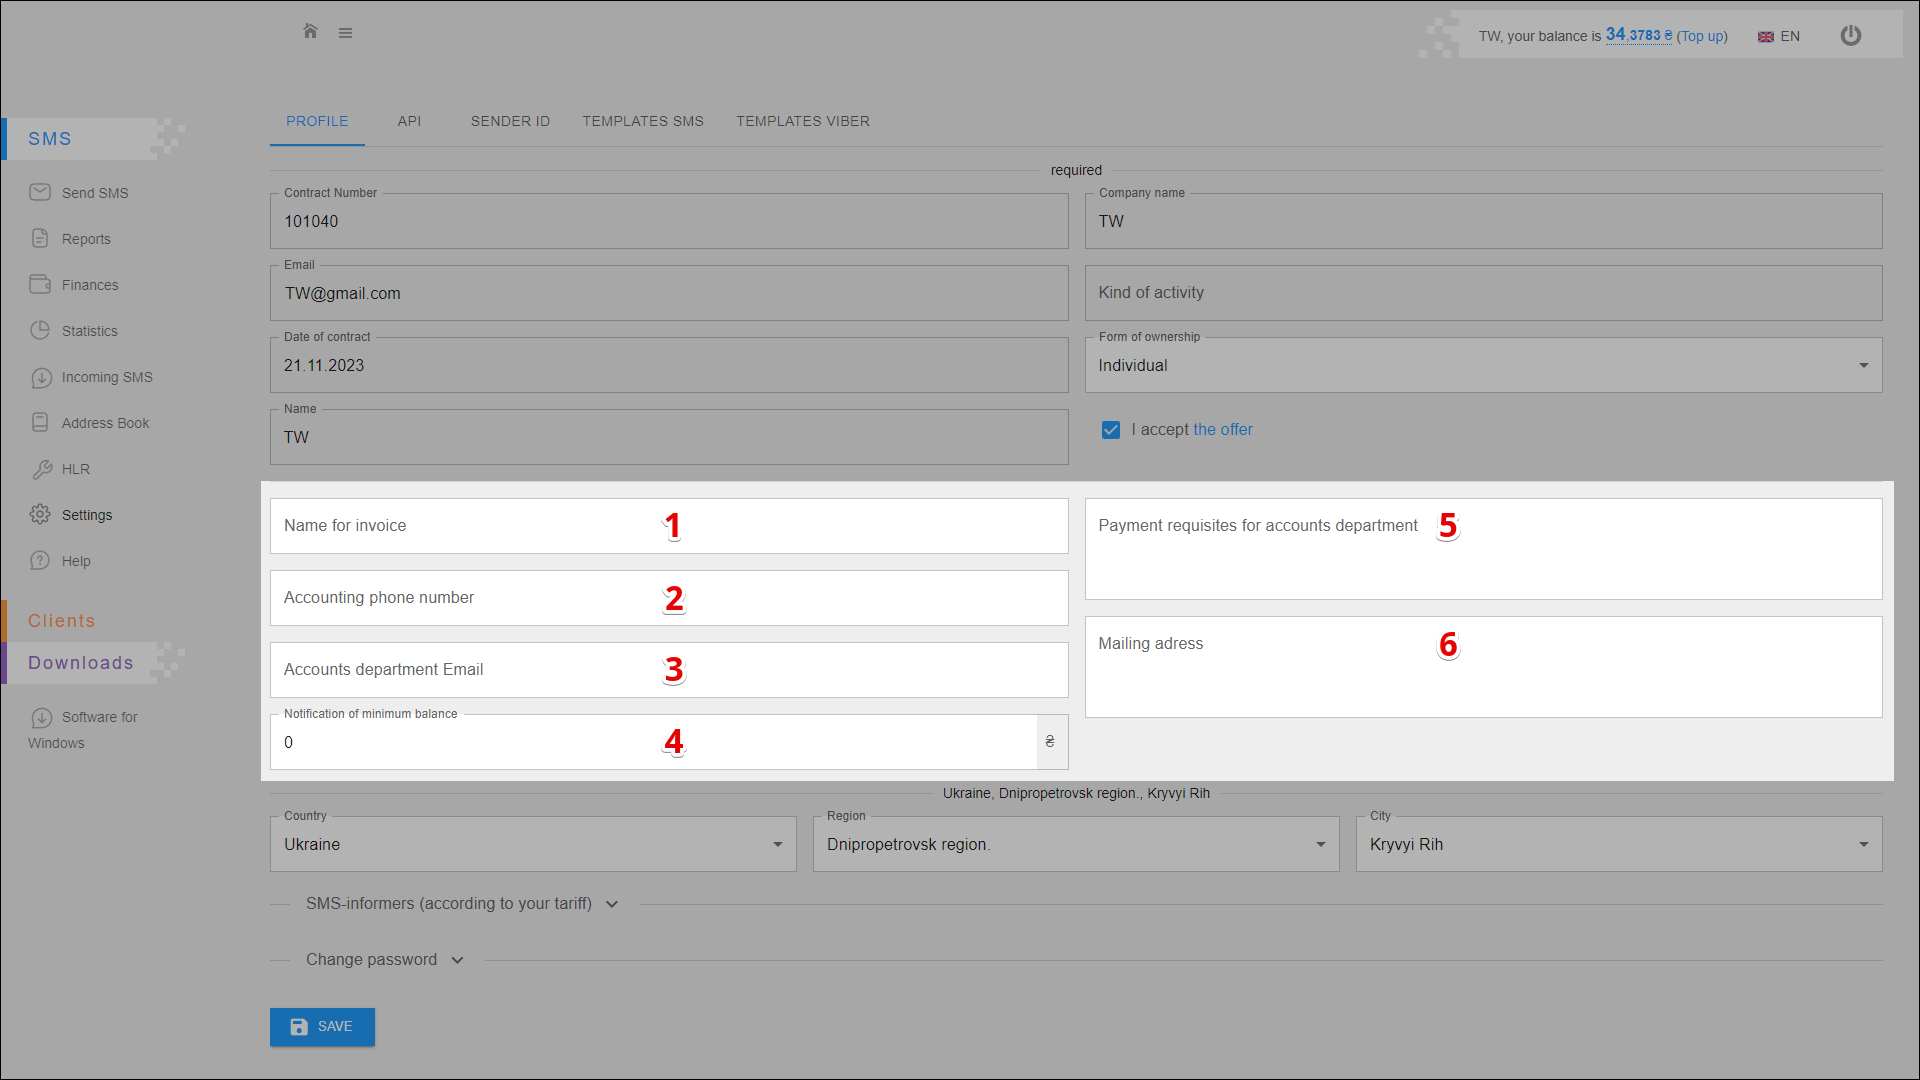 TW, your balance is 34.3783 ₴ (Top up)
EN
SMS
Send SMS
Reports
Finances
Statistics
Incoming SMS
Address Book
HLR
Settings
Help
Clients
Downloads
Software for
Windows
PROFILE
API
SENDER ID
TEMPLATES SMS
TEMPLATES VIBER
required
Contract Number
101040
Company name
TW
Email
TW@gmail.com
Kind of activity
Date of contract
21.11.2023
Form of ownership
Individual
Name
TW
I accept the offer
Name for invoice
1
Payment requisites for accounts department
5
Accounting phone number
2
Mailing adress
6
Accounts department Email
3
Notification of minimum balance
0
4
₴
Ukraine, Dnipropetrovsk region., Kryvyi Rih
Country
Ukraine
Region
Dnipropetrovsk region.
City
Kryvyi Rih
SMS-informers (according to your tariff)
Change password
SAVE